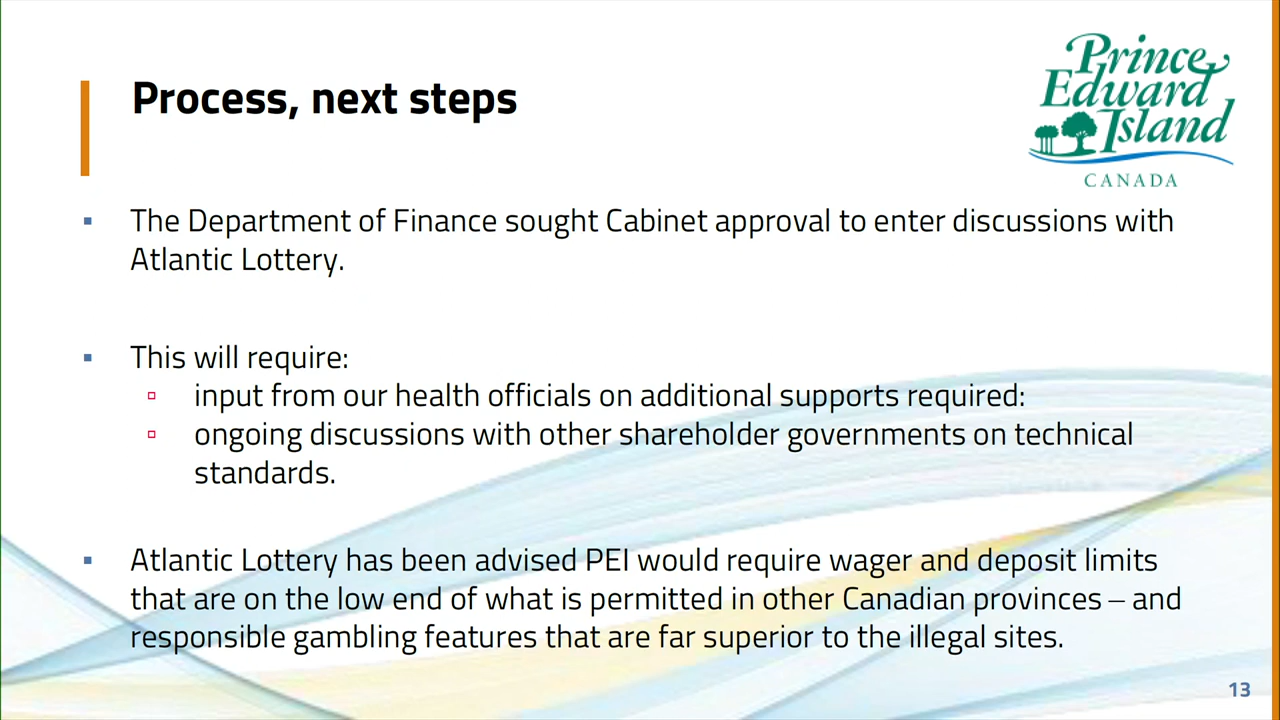 Process, next steps
Prince
Edward
Island
CANADA
▪ The Department of Finance sought Cabinet approval to enter discussions with
Atlantic Lottery.
▪ This will require:
▫ input from our health officials on additional supports required:
▫ ongoing discussions with other shareholder governments on technical
standards.
▪ Atlantic Lottery has been advised PEI would require wager and deposit limits
that are on the low end of what is permitted in other Canadian provinces – and
responsible gambling features that are far superior to the illegal sites.
13